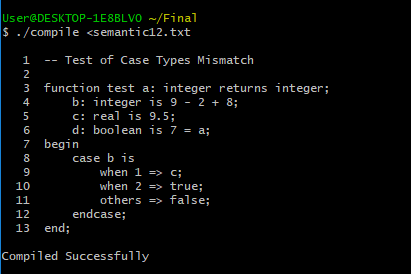 User@DESKTOP-1E8BLVO ~/Final
$ ./compile <semantic12.txt
1 -- Test of Case Types Mismatch
2
3 function test a: integer returns integer;
4 b: integer is 9 - 2 + 8;
5 c: real is 9.5;
6 d: boolean is 7 = a;
7 begin
8 case b is
9 when 1 => c;
10 when 2 => true;
11 others => false;
12 endcase;
13 end;
Compiled Successfully